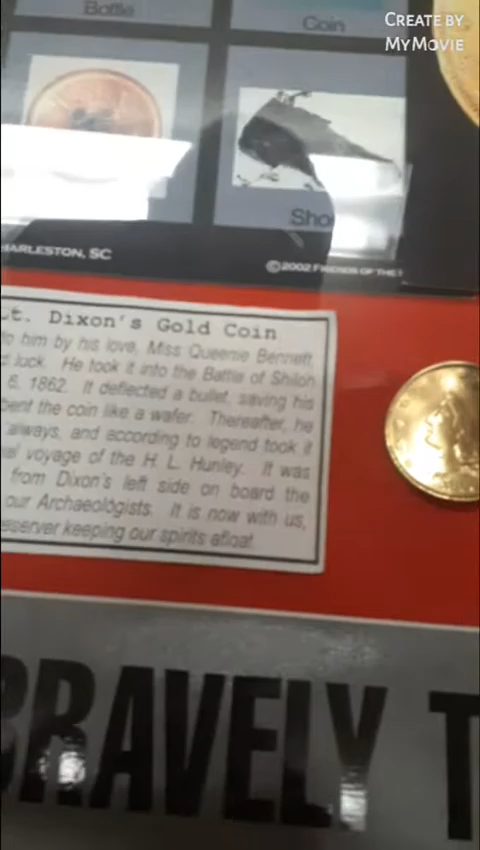 CREATE BY
MYMOVIE
Bottle
Coin
Sho
HARLESTON, SC
©2002 FRIENDS OF THE
Lt. Dixon's Gold Coin
to him by his love, Miss Queenie Bennett,
luck. He took it into the Battle of Shiloh
6, 1862. It deflected a bullet, saving his
bent the coin like a wafer. Thereafter, he
always, and according to legend took it
al voyage of the H. L. Hunley. It was
from Dixon's left side on board the
our Archaeologists. It is now with us,
eserver keeping our spirits afloat.
BRAVELY T